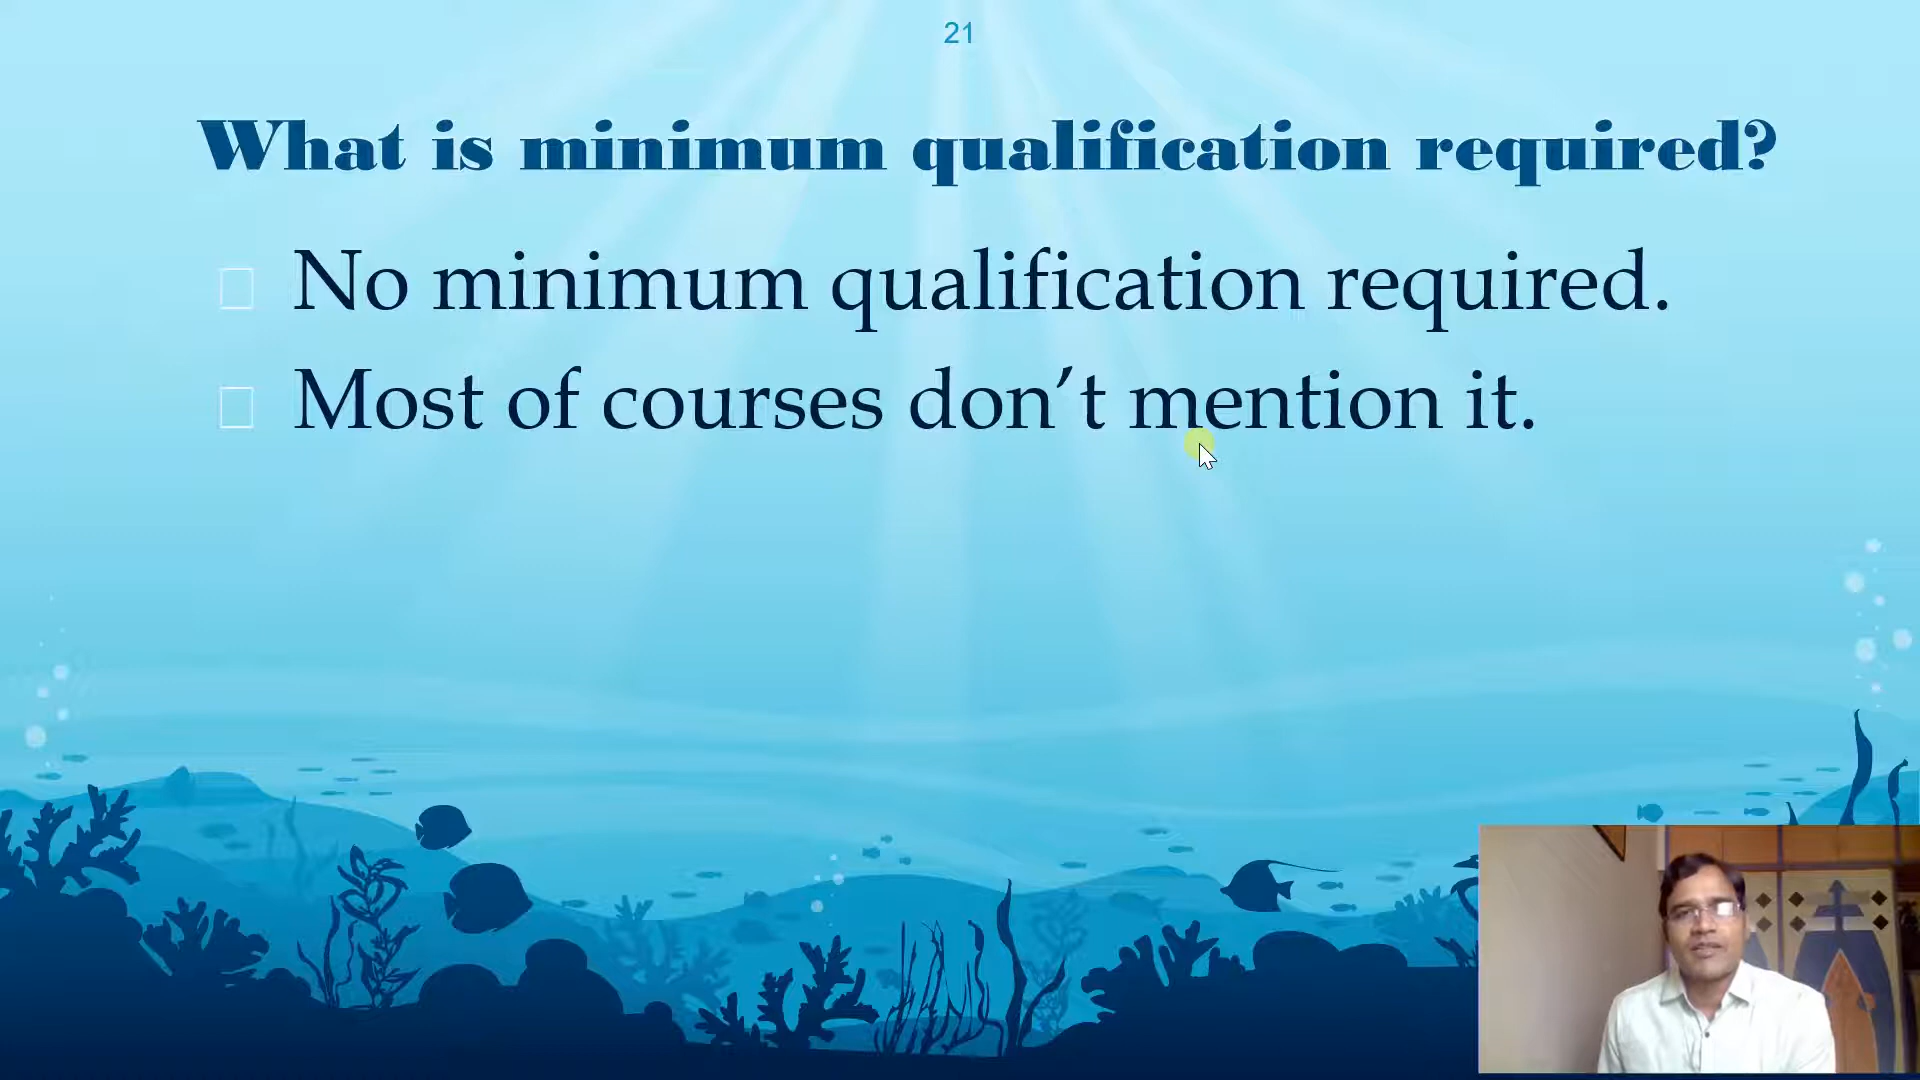 21
What is minimum qualification required?
No minimum qualification required.
Most of courses don’t mention it.